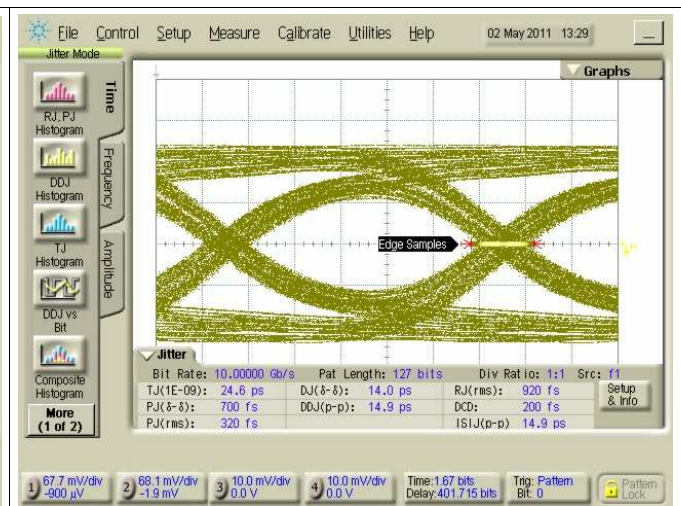 File Control Setup Measure Calibrate Utilities Help 02 May 2011 13:29
Jitter Mode
Graphs
Time
RJ, PJ
Histogram
Frequency
DDJ
Histogram
TJ
Histogram
Amplitude
Edge Samples
DDJ vs
Bit
Jitter
Composite
Histogram
Bit Rate: 10.00000 Gb/s Pat Length: 127 bits Div Ratio: 1:1 Src: f1
TJ(1E-09): 24.6 ps DJ(δ-δ): 14.0 ps RJ(rms): 920 fs
PJ(δ-δ): 700 fs DDJ(p-p): 14.9 ps DCD: 200 fs
PJ(rms): 320 fs ISIJ(p-p) 14.9 ps
Setup
& Info
More
(1 of 2)
1) 67.7 mV/div
-900 µV
2) 68.1 mV/div
-1.9 mV
3) 10.0 mV/div
0.0 V
4) 10.0 mV/div
0.0 V
Time:1.67 bits
Delay:401.715 bits
Trig: Pattern
Bit: 0
Pattern
Lock